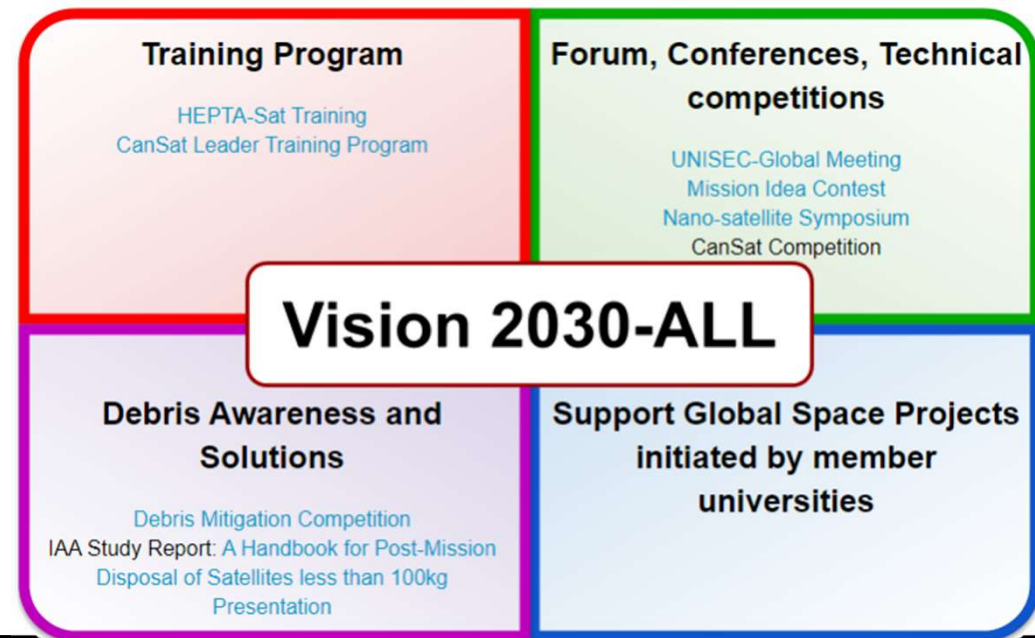 Training Program
HEPTA-Sat Training
CanSat Leader Training Program
Forum, Conferences, Technical
competitions
UNISEC-Global Meeting
Mission Idea Contest
Nano-satellite Symposium
CanSat Competition
Vision 2030-ALL
Debris Awareness and
Solutions
Debris Mitigation Competition
IAA Study Report: A Handbook for Post-Mission
Disposal of Satellites less than 100kg
Presentation
Support Global Space Projects
initiated by member
universities